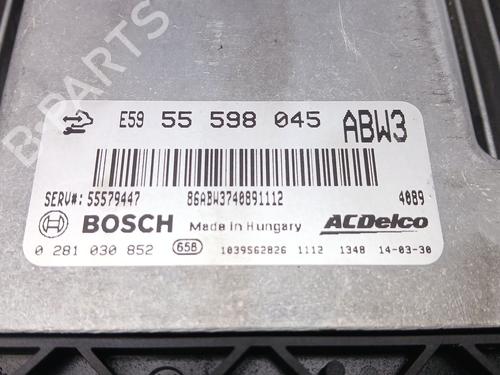 B-PARTS
E59 55 598 045 ABW3
SERV#: 55579447 86ABW3740891112 4089
BOSCH Made in Hungary ACDelco
0 281 030 852 65B 1039S62826 1112 1348 14-03-30